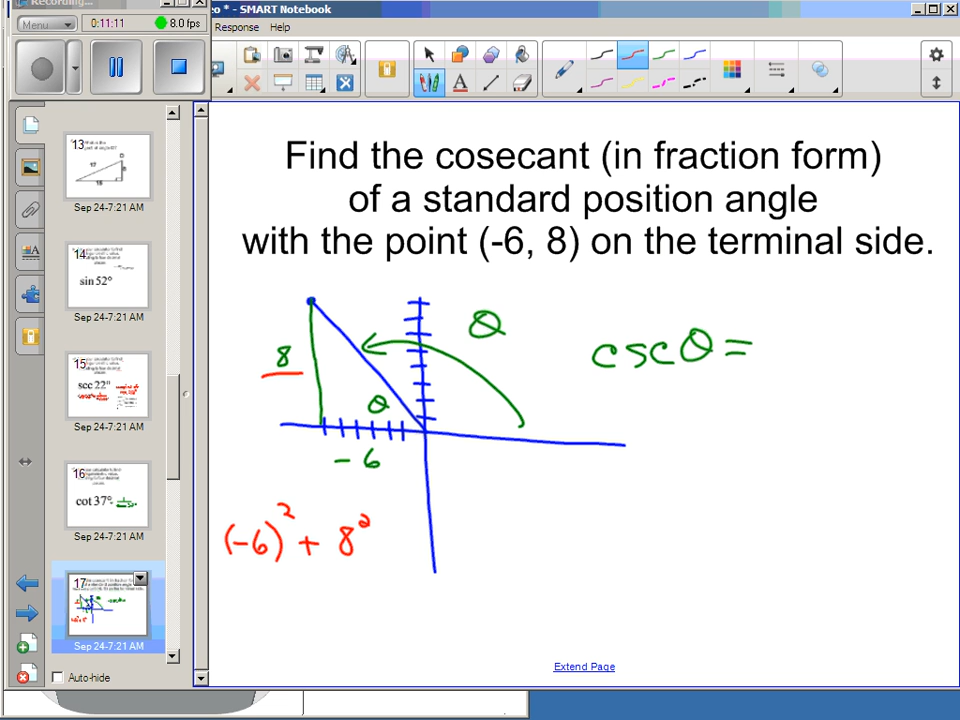 Recording...
eo * - SMART Notebook
Menu
0:11:11
8.0 fps
Response Help
13
17
15
Sep 24-7:21 AM
14
sin 52°
Sep 24-7:21 AM
15
sec 22°
Sep 24-7:21 AM
16
cot 37°
Sep 24-7:21 AM
17
Sep 24-7:21 AM
Auto-hide
Find the cosecant (in fraction form)
of a standard position angle
with the point (-6, 8) on the terminal side.
θ
csc θ =
8
θ
-6
(-6)² + 8²
Extend Page